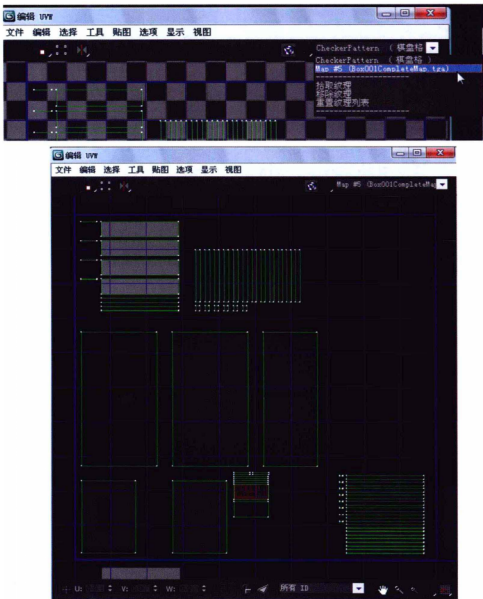 编辑 UVW
文件 编辑 选择 工具 贴图 选项 显示 视图
CheckerPattern （棋盘格
CheckerPattern （棋盘格 ）
Map #5 (Box001CompleteMap.tga)
拾取纹理
移除纹理
重置纹理列表
编辑 UVW
文件 编辑 选择 工具 贴图 选项 显示 视图
Map #5 (Box001CompleteMap
U: V: W: 所有 ID